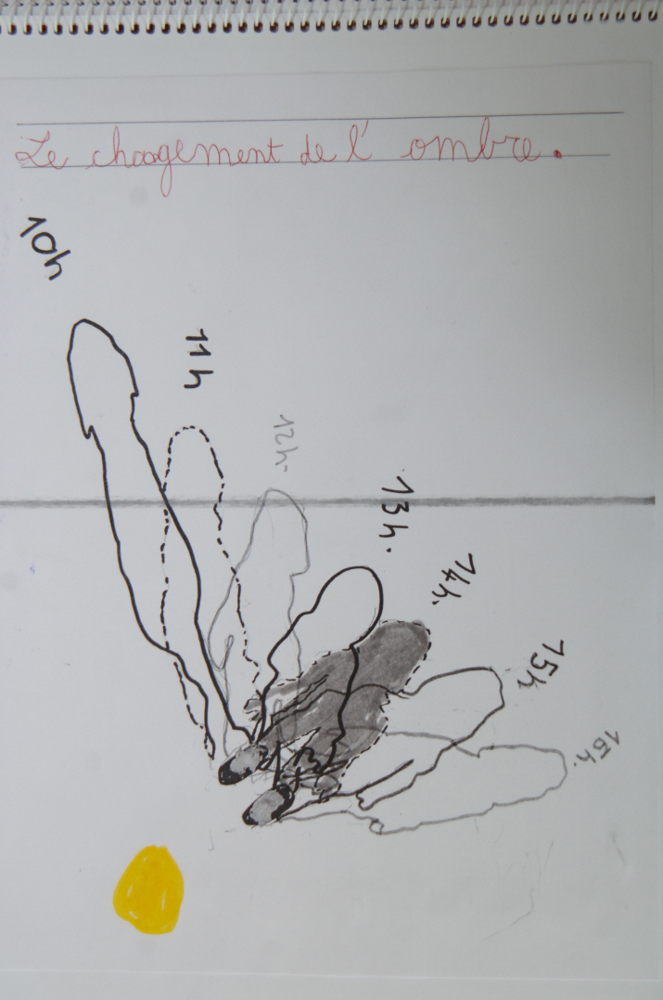 Le changement de l' ombre.
10h
11h
12h.
13h.
14h.
15h
16h.